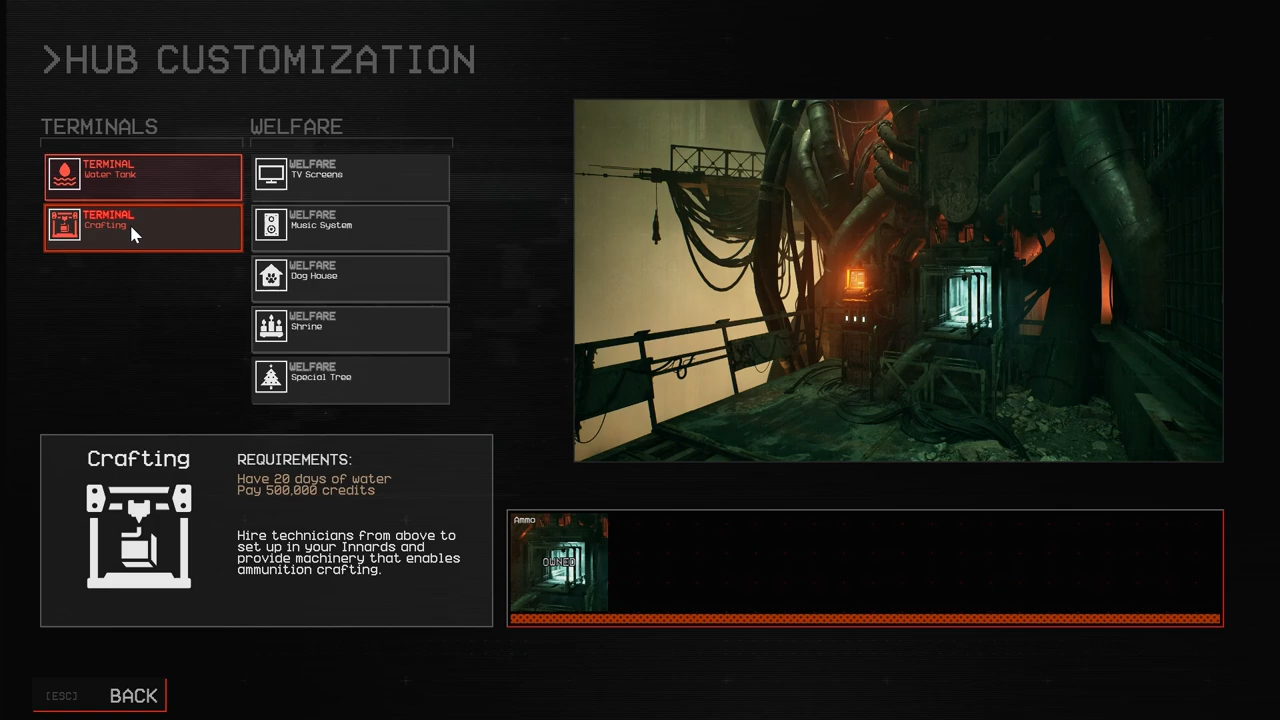 >HUB CUSTOMIZATION
TERMINALS
WELFARE
TERMINAL
Water Tank
TERMINAL
Crafting
WELFARE
TV Screens
WELFARE
Music System
WELFARE
Dog House
WELFARE
Shrine
WELFARE
Special Tree
Crafting
REQUIREMENTS:
Have 20 days of water
Pay 500,000 credits
Hire technicians from above to
set up in your Innards and
provide machinery that enables
ammunition crafting.
Ammo
OWNED
[ESC] BACK